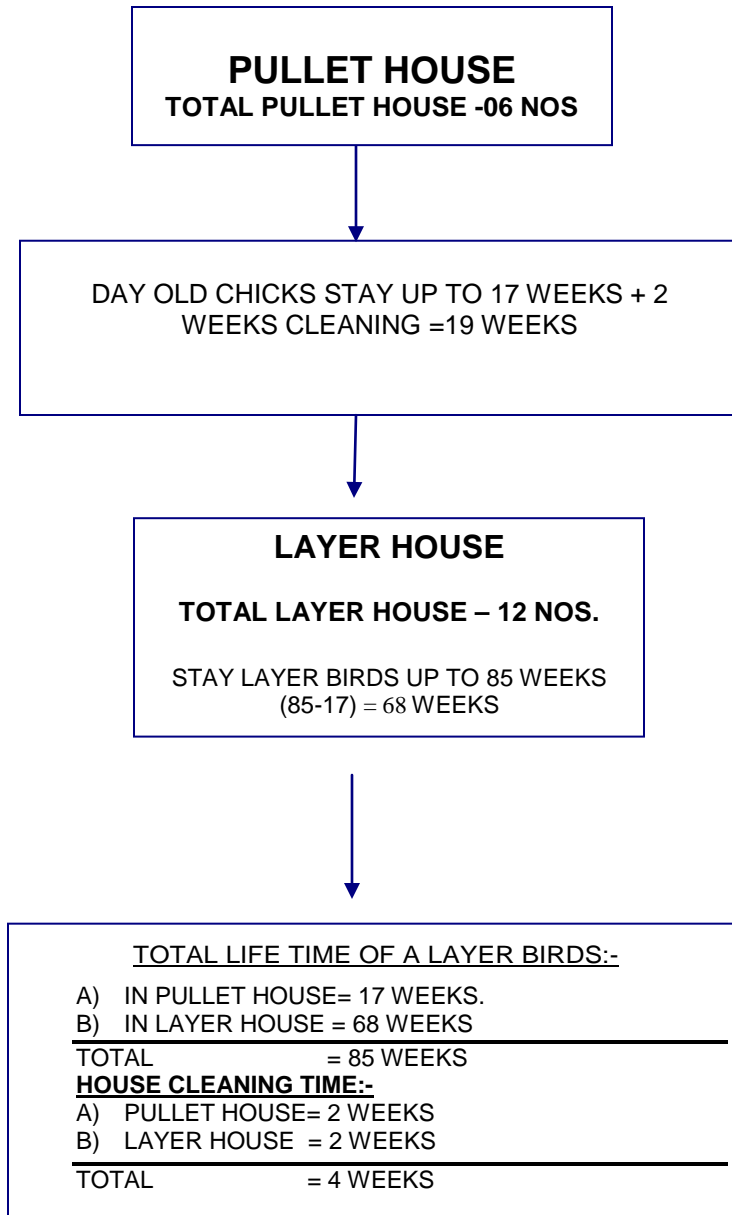 PULLET HOUSE
TOTAL PULLET HOUSE -06 NOS
DAY OLD CHICKS STAY UP TO 17 WEEKS + 2
WEEKS CLEANING =19 WEEKS
LAYER HOUSE
TOTAL LAYER HOUSE – 12 NOS.
STAY LAYER BIRDS UP TO 85 WEEKS
(85-17) = 68 WEEKS
TOTAL LIFE TIME OF A LAYER BIRDS:-
A) IN PULLET HOUSE= 17 WEEKS.
B) IN LAYER HOUSE = 68 WEEKS
TOTAL = 85 WEEKS
HOUSE CLEANING TIME:-
A) PULLET HOUSE= 2 WEEKS
B) LAYER HOUSE = 2 WEEKS
TOTAL = 4 WEEKS